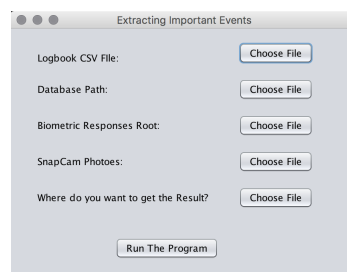 Extracting Important Events
Logbook CSV FIle: Choose File
Database Path: Choose File
Biometric Responses Root: Choose File
SnapCam Photoes: Choose File
Where do you want to get the Result? Choose File
Run The Program